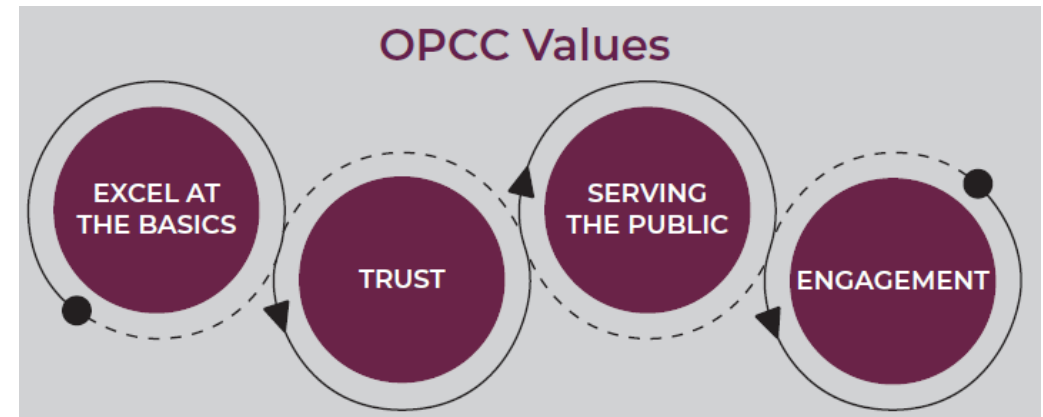 OPCC Values
EXCEL AT
THE BASICS
TRUST
SERVING
THE PUBLIC
ENGAGEMENT